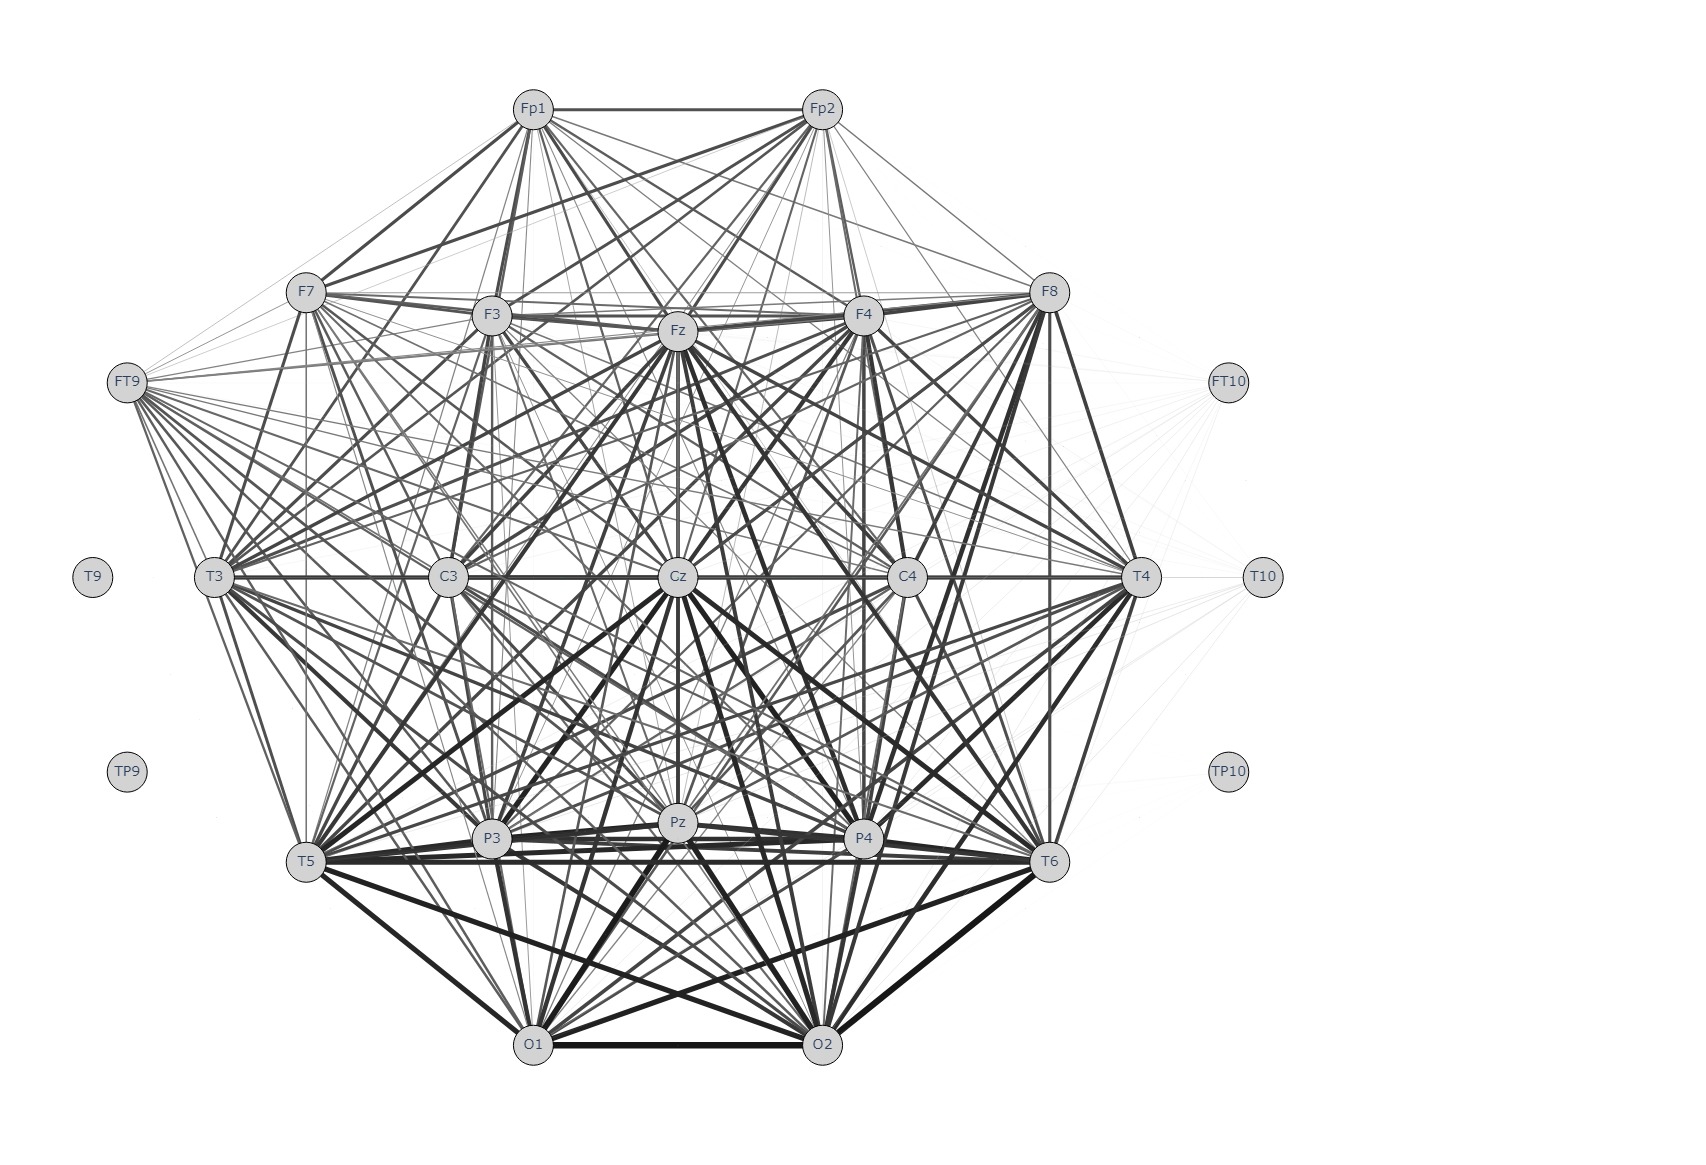 Fp1 Fp2
F7 F3 Fz F4 F8
FT9 FT10
T9 T3 C3 Cz C4 T4 T10
TP9 TP10
T5 P3 Pz P4 T6
O1 O2